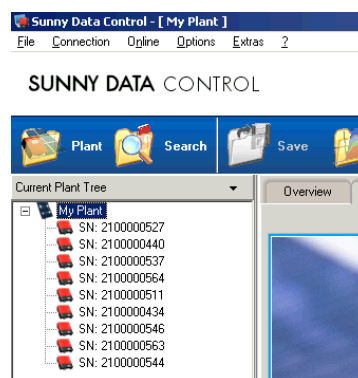 Sunny Data Control - [ My Plant ]
File Connection Online Options Extras ?
SUNNY DATA CONTROL
Plant Search Save
Current Plant Tree Overview
My Plant
SN: 2100000527
SN: 2100000440
SN: 2100000537
SN: 2100000564
SN: 2100000511
SN: 2100000434
SN: 2100000546
SN: 2100000563
SN: 2100000544